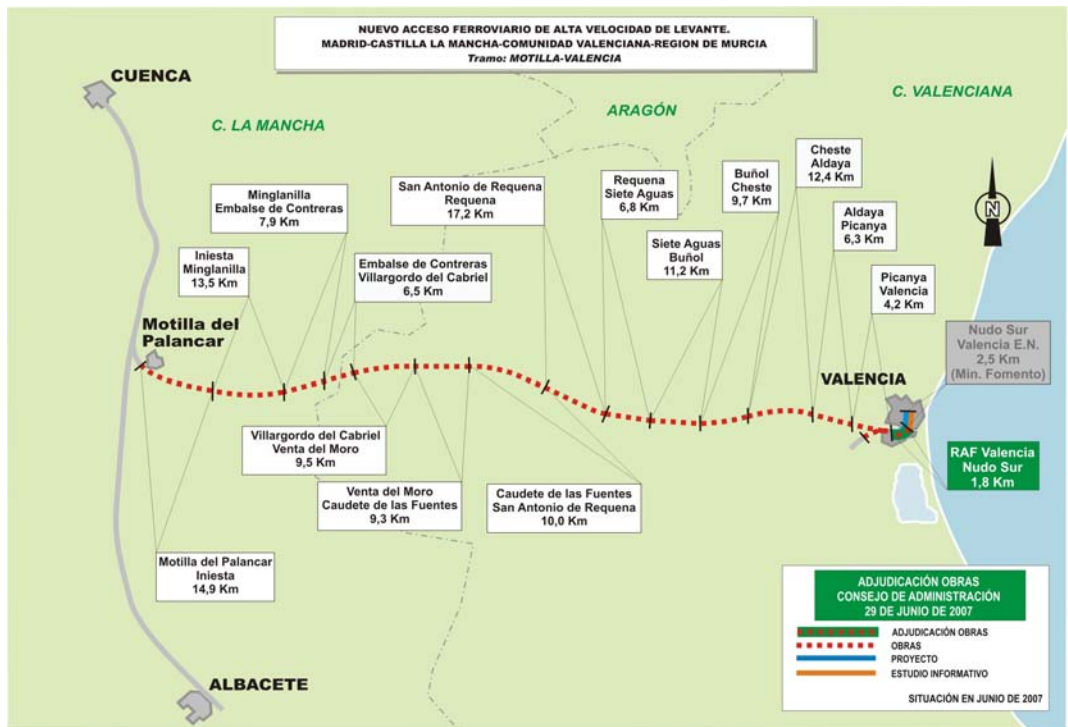 NUEVO ACCESO FERROVIARIO DE ALTA VELOCIDAD DE LEVANTE.
MADRID-CASTILLA LA MANCHA-COMUNIDAD VALENCIANA-REGION DE MURCIA
Tramo: MOTILLA-VALENCIA
CUENCA
C. LA MANCHA
ARAGÓN
C. VALENCIANA
Minglanilla
Embalse de Contreras
7,9 Km
San Antonio de Requena
Requena
17,2 Km
Requena
Siete Aguas
6,8 Km
Buñol
Cheste
9,7 Km
Cheste
Aldaya
12,4 Km
Iniesta
Minglanilla
13,5 Km
Embalse de Contreras
Villargordo del Cabriel
6,5 Km
Siete Aguas
Buñol
11,2 Km
Aldaya
Picanya
6,3 Km
Picanya
Valencia
4,2 Km
N
Motilla del
Palancar
Nudo Sur
Valencia E.N.
2,5 Km
(Min. Fomento)
VALENCIA
Villargordo del Cabriel
Venta del Moro
9,5 Km
Venta del Moro
Caudete de las Fuentes
9,3 Km
Caudete de las Fuentes
San Antonio de Requena
10,0 Km
RAF Valencia
Nudo Sur
1,8 Km
Motilla del Palancar
Iniesta
14,9 Km
ALBACETE
ADJUDICACIÓN OBRAS
CONSEJO DE ADMINISTRACIÓN
29 DE JUNIO DE 2007
ADJUDICACIÓN OBRAS
OBRAS
PROYECTO
ESTUDIO INFORMATIVO
SITUACIÓN EN JUNIO DE 2007